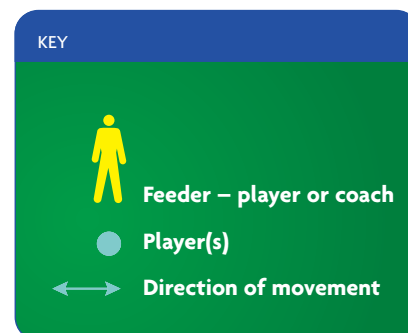 KEY
Feeder – player or coach
Player(s)
Direction of movement